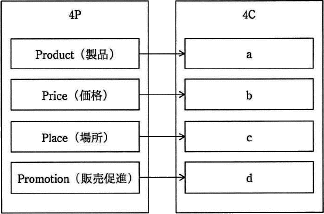 4P 4C
Product（製品） a
Price（価格） b
Place（場所） c
Promotion（販売促進） d